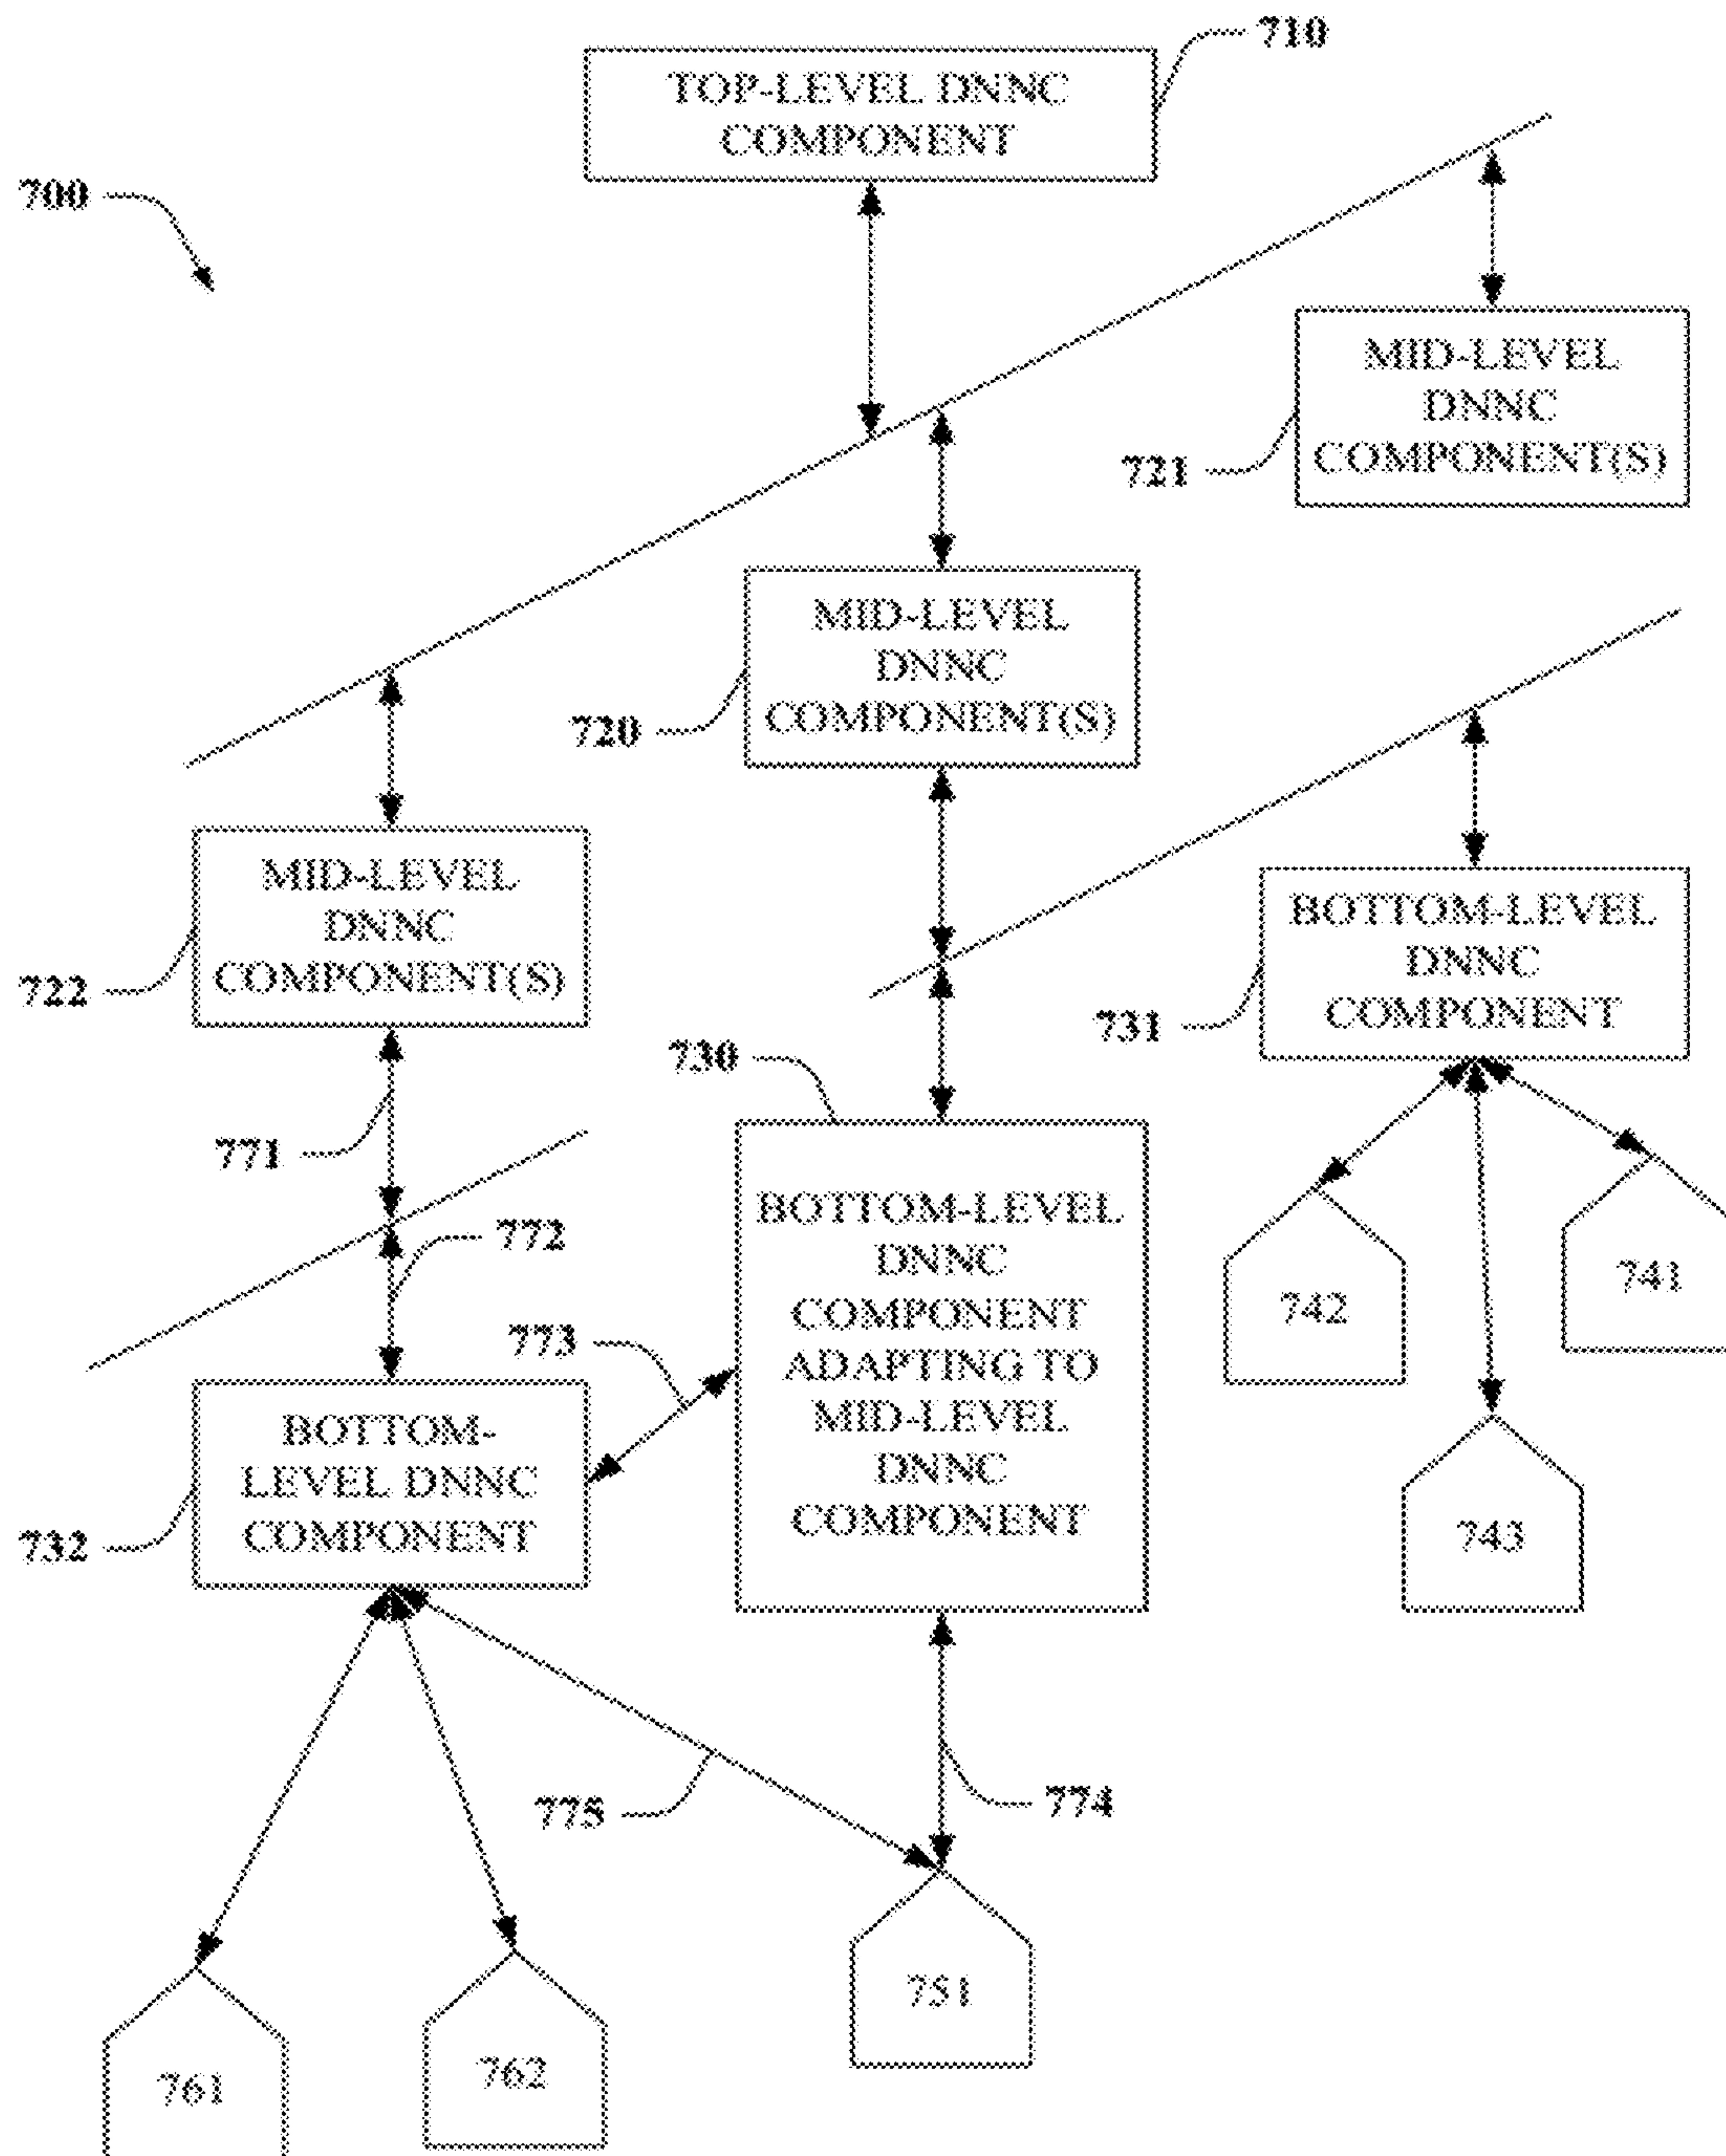 710
TOP-LEVEL DNNC
COMPONENT
700
MID-LEVEL
DNNC
COMPONENT(S)
721
MID-LEVEL
DNNC
COMPONENT(S)
720
MID-LEVEL
DNNC
COMPONENT(S)
722
BOTTOM-LEVEL
DNNC
COMPONENT
731
730
771
BOTTOM-LEVEL
DNNC
COMPONENT
ADAPTING TO
MID-LEVEL
DNNC
COMPONENT
772
773
742
741
743
BOTTOM-
LEVEL DNNC
COMPONENT
732
775
774
751
761
762